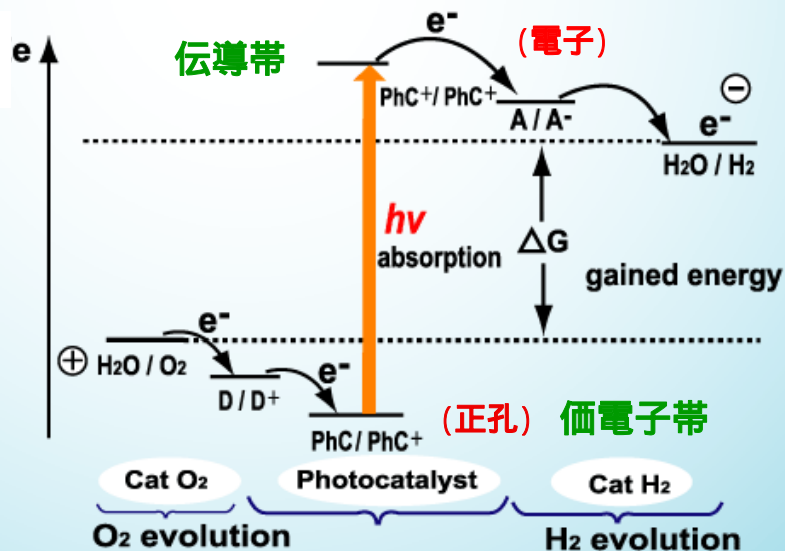 e
伝導帯
e-
(電子)
PhC+/ PhC+
A / A-
⊖
e-
H2O / H2
hν
absorption
△G
gained energy
e-
⊕ H2O / O2
D / D+
e-
PhC/ PhC+
(正孔) 価電子帯
Cat O2
Photocatalyst
Cat H2
O2 evolution
H2 evolution